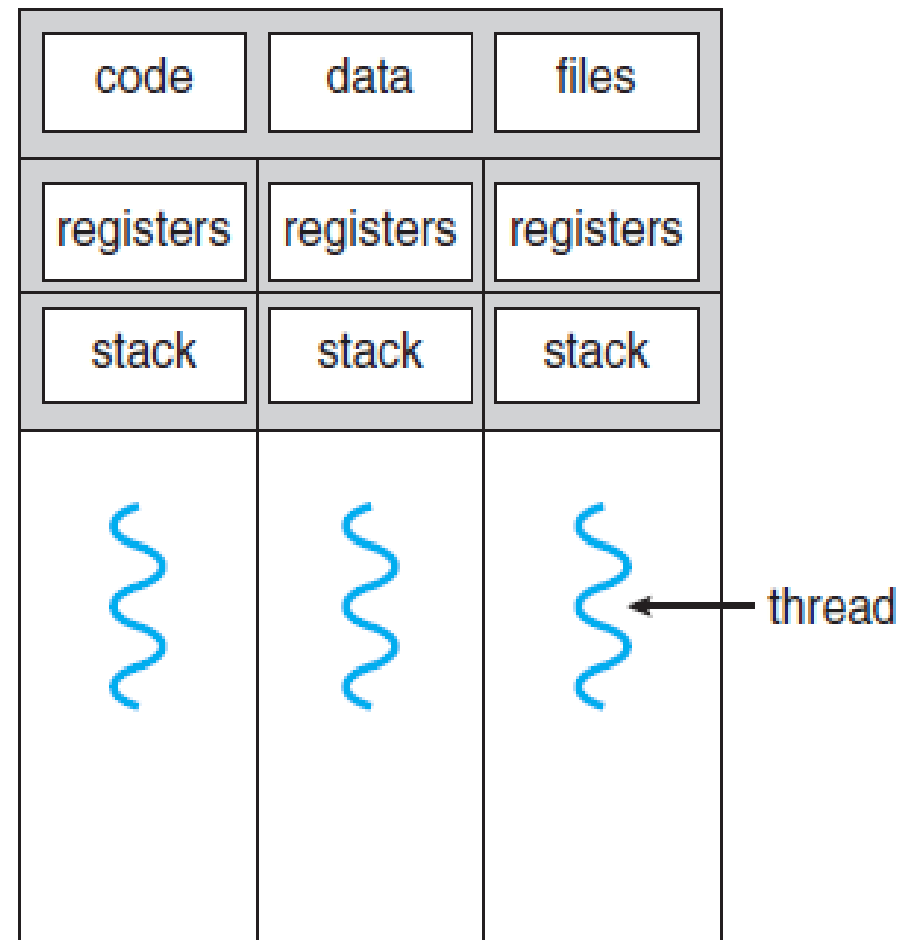 code data files
registers registers registers
stack stack stack
thread